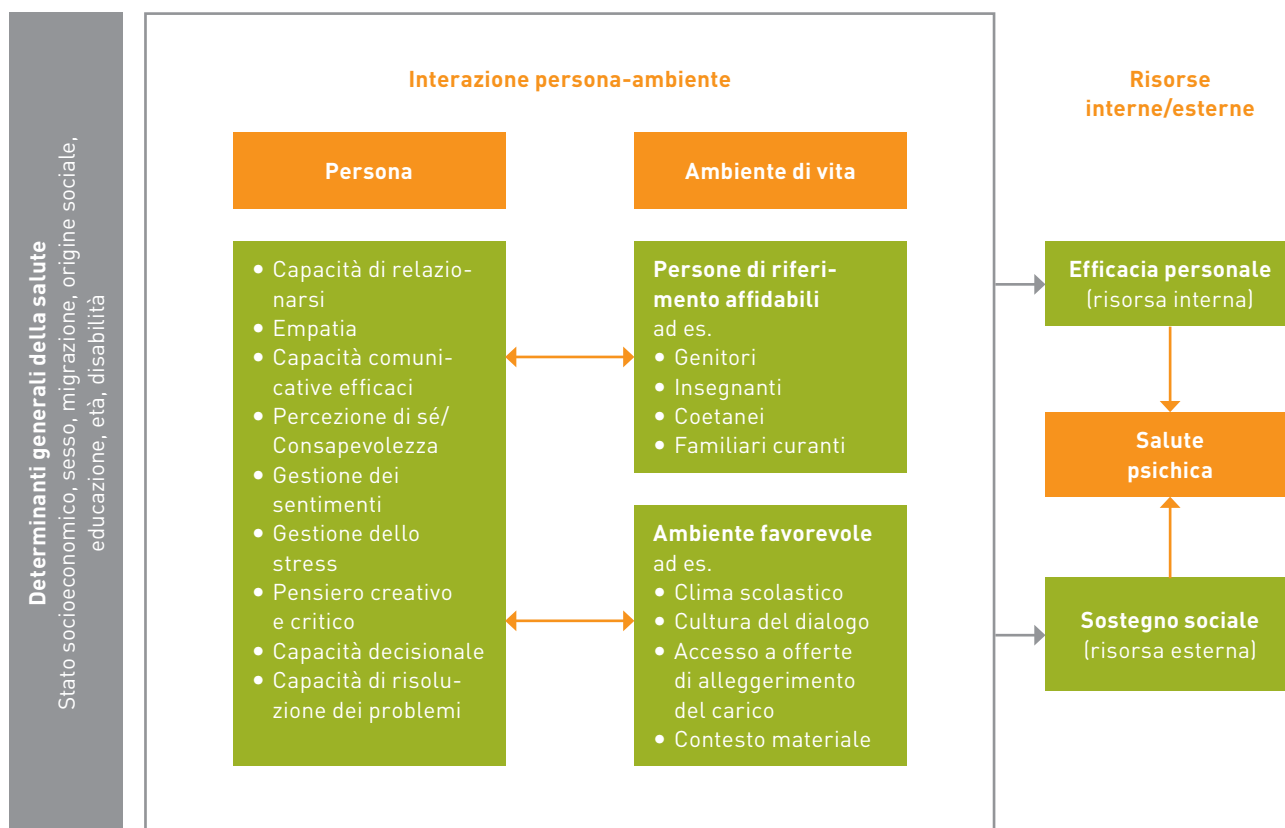 Determinanti generali della salute
Stato socioeconomico, sesso, migrazione, origine sociale,
educazione, età, disabilità
Interazione persona-ambiente
Persona
• Capacità di relazio-
narsi
• Empatia
• Capacità comuni-
cative efficaci
• Percezione di sé/
Consapevolezza
• Gestione dei
sentimenti
• Gestione dello
stress
• Pensiero creativo
e critico
• Capacità decisionale
• Capacità di risolu-
zione dei problemi
Ambiente di vita
Persone di riferi-
mento affidabili
ad es.
• Genitori
• Insegnanti
• Coetanei
• Familiari curanti
Ambiente favorevole
ad es.
• Clima scolastico
• Cultura del dialogo
• Accesso a offerte
di alleggerimento
del carico
• Contesto materiale
Risorse
interne/esterne
Efficacia personale
(risorsa interna)
Salute
psichica
Sostegno sociale
(risorsa esterna)